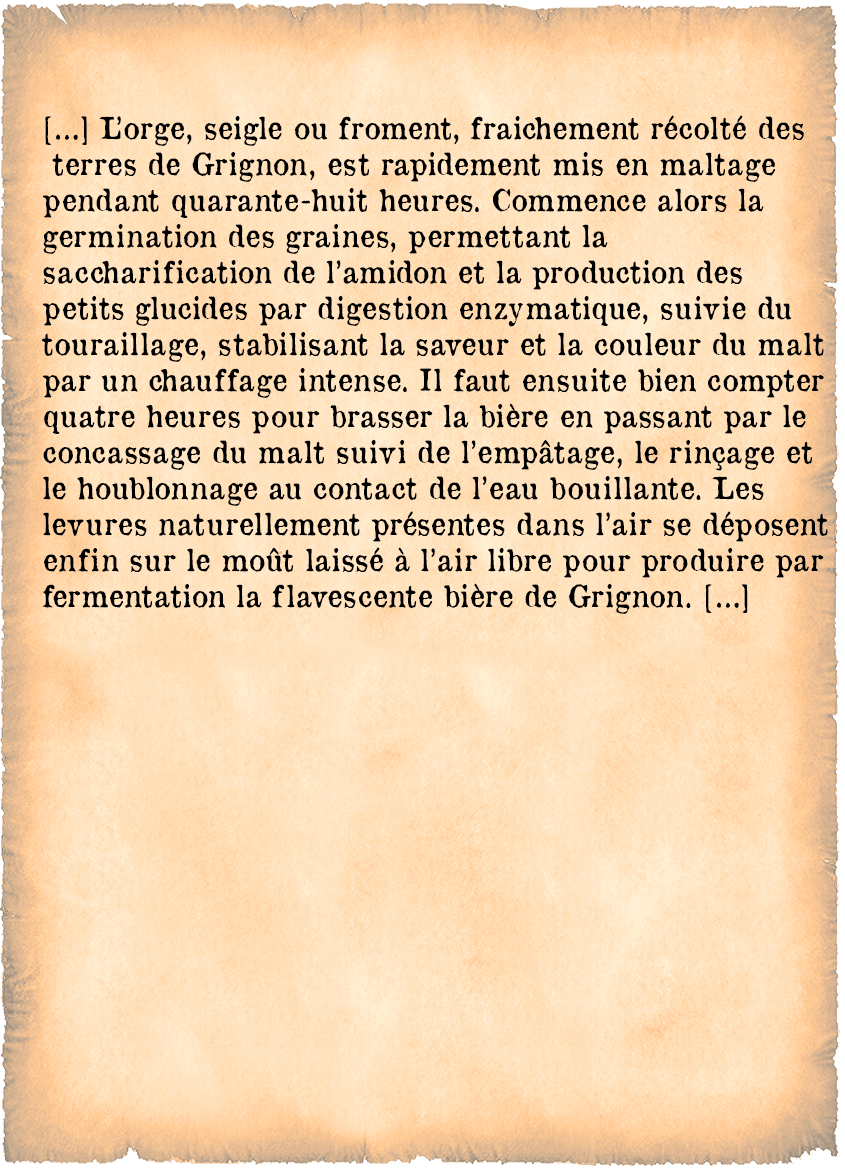 [...] L'orge, seigle ou froment, fraichement récolté des
terres de Grignon, est rapidement mis en maltage
pendant quarante-huit heures. Commence alors la
germination des graines, permettant la
saccharification de l'amidon et la production des
petits glucides par digestion enzymatique, suivie du
touraillage, stabilisant la saveur et la couleur du malt
par un chauffage intense. Il faut ensuite bien compter
quatre heures pour brasser la bière en passant par le
concassage du malt suivi de l'empâtage, le rinçage et
le houblonnage au contact de l'eau bouillante. Les
levures naturellement présentes dans l'air se déposent
enfin sur le moût laissé à l'air libre pour produire par
fermentation la flavescente bière de Grignon. [...]